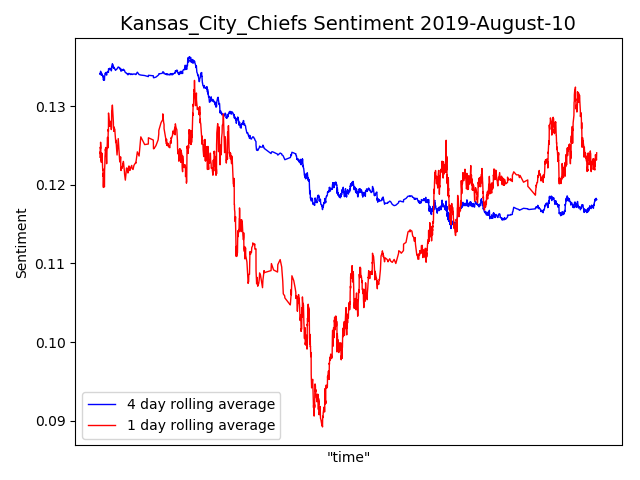 Kansas_City_Chiefs Sentiment 2019-August-10
0.13
0.12
0.11
0.10
0.09
Sentiment
4 day rolling average
1 day rolling average
"time"